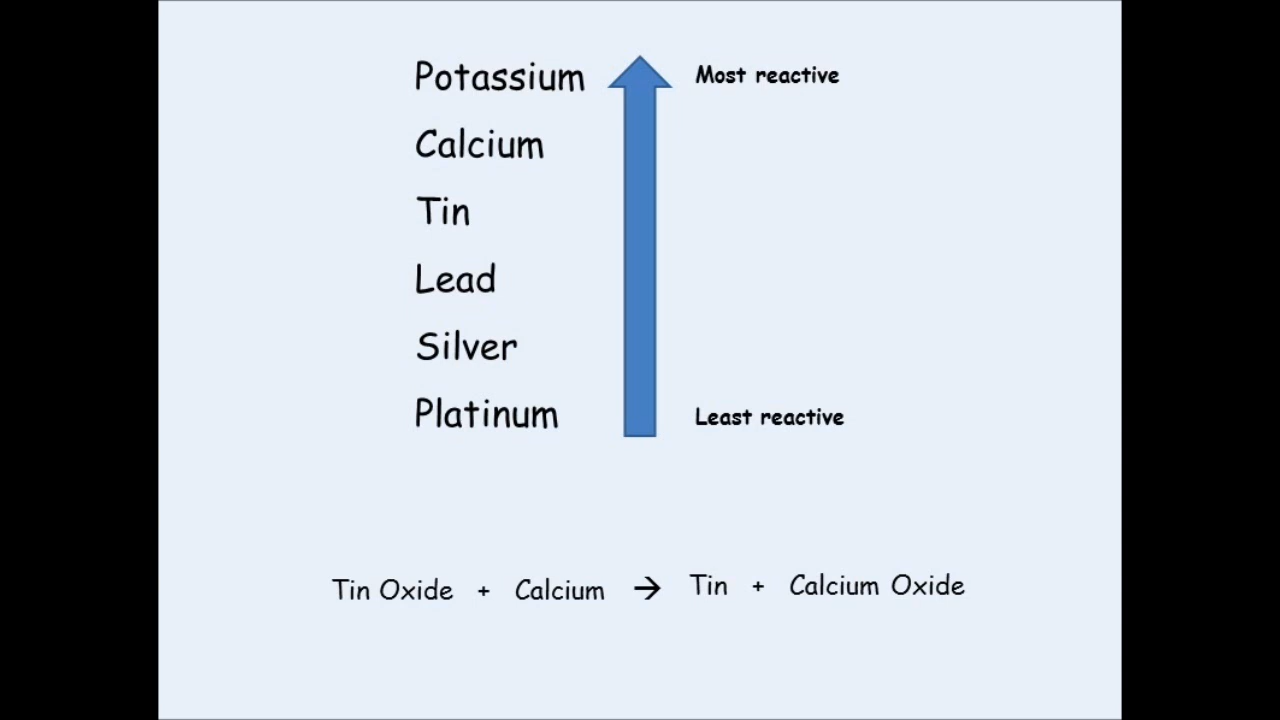 Potassium
Most reactive
Calcium
Tin
Lead
Silver
Platinum
Least reactive
Tin Oxide + Calcium → Tin + Calcium Oxide